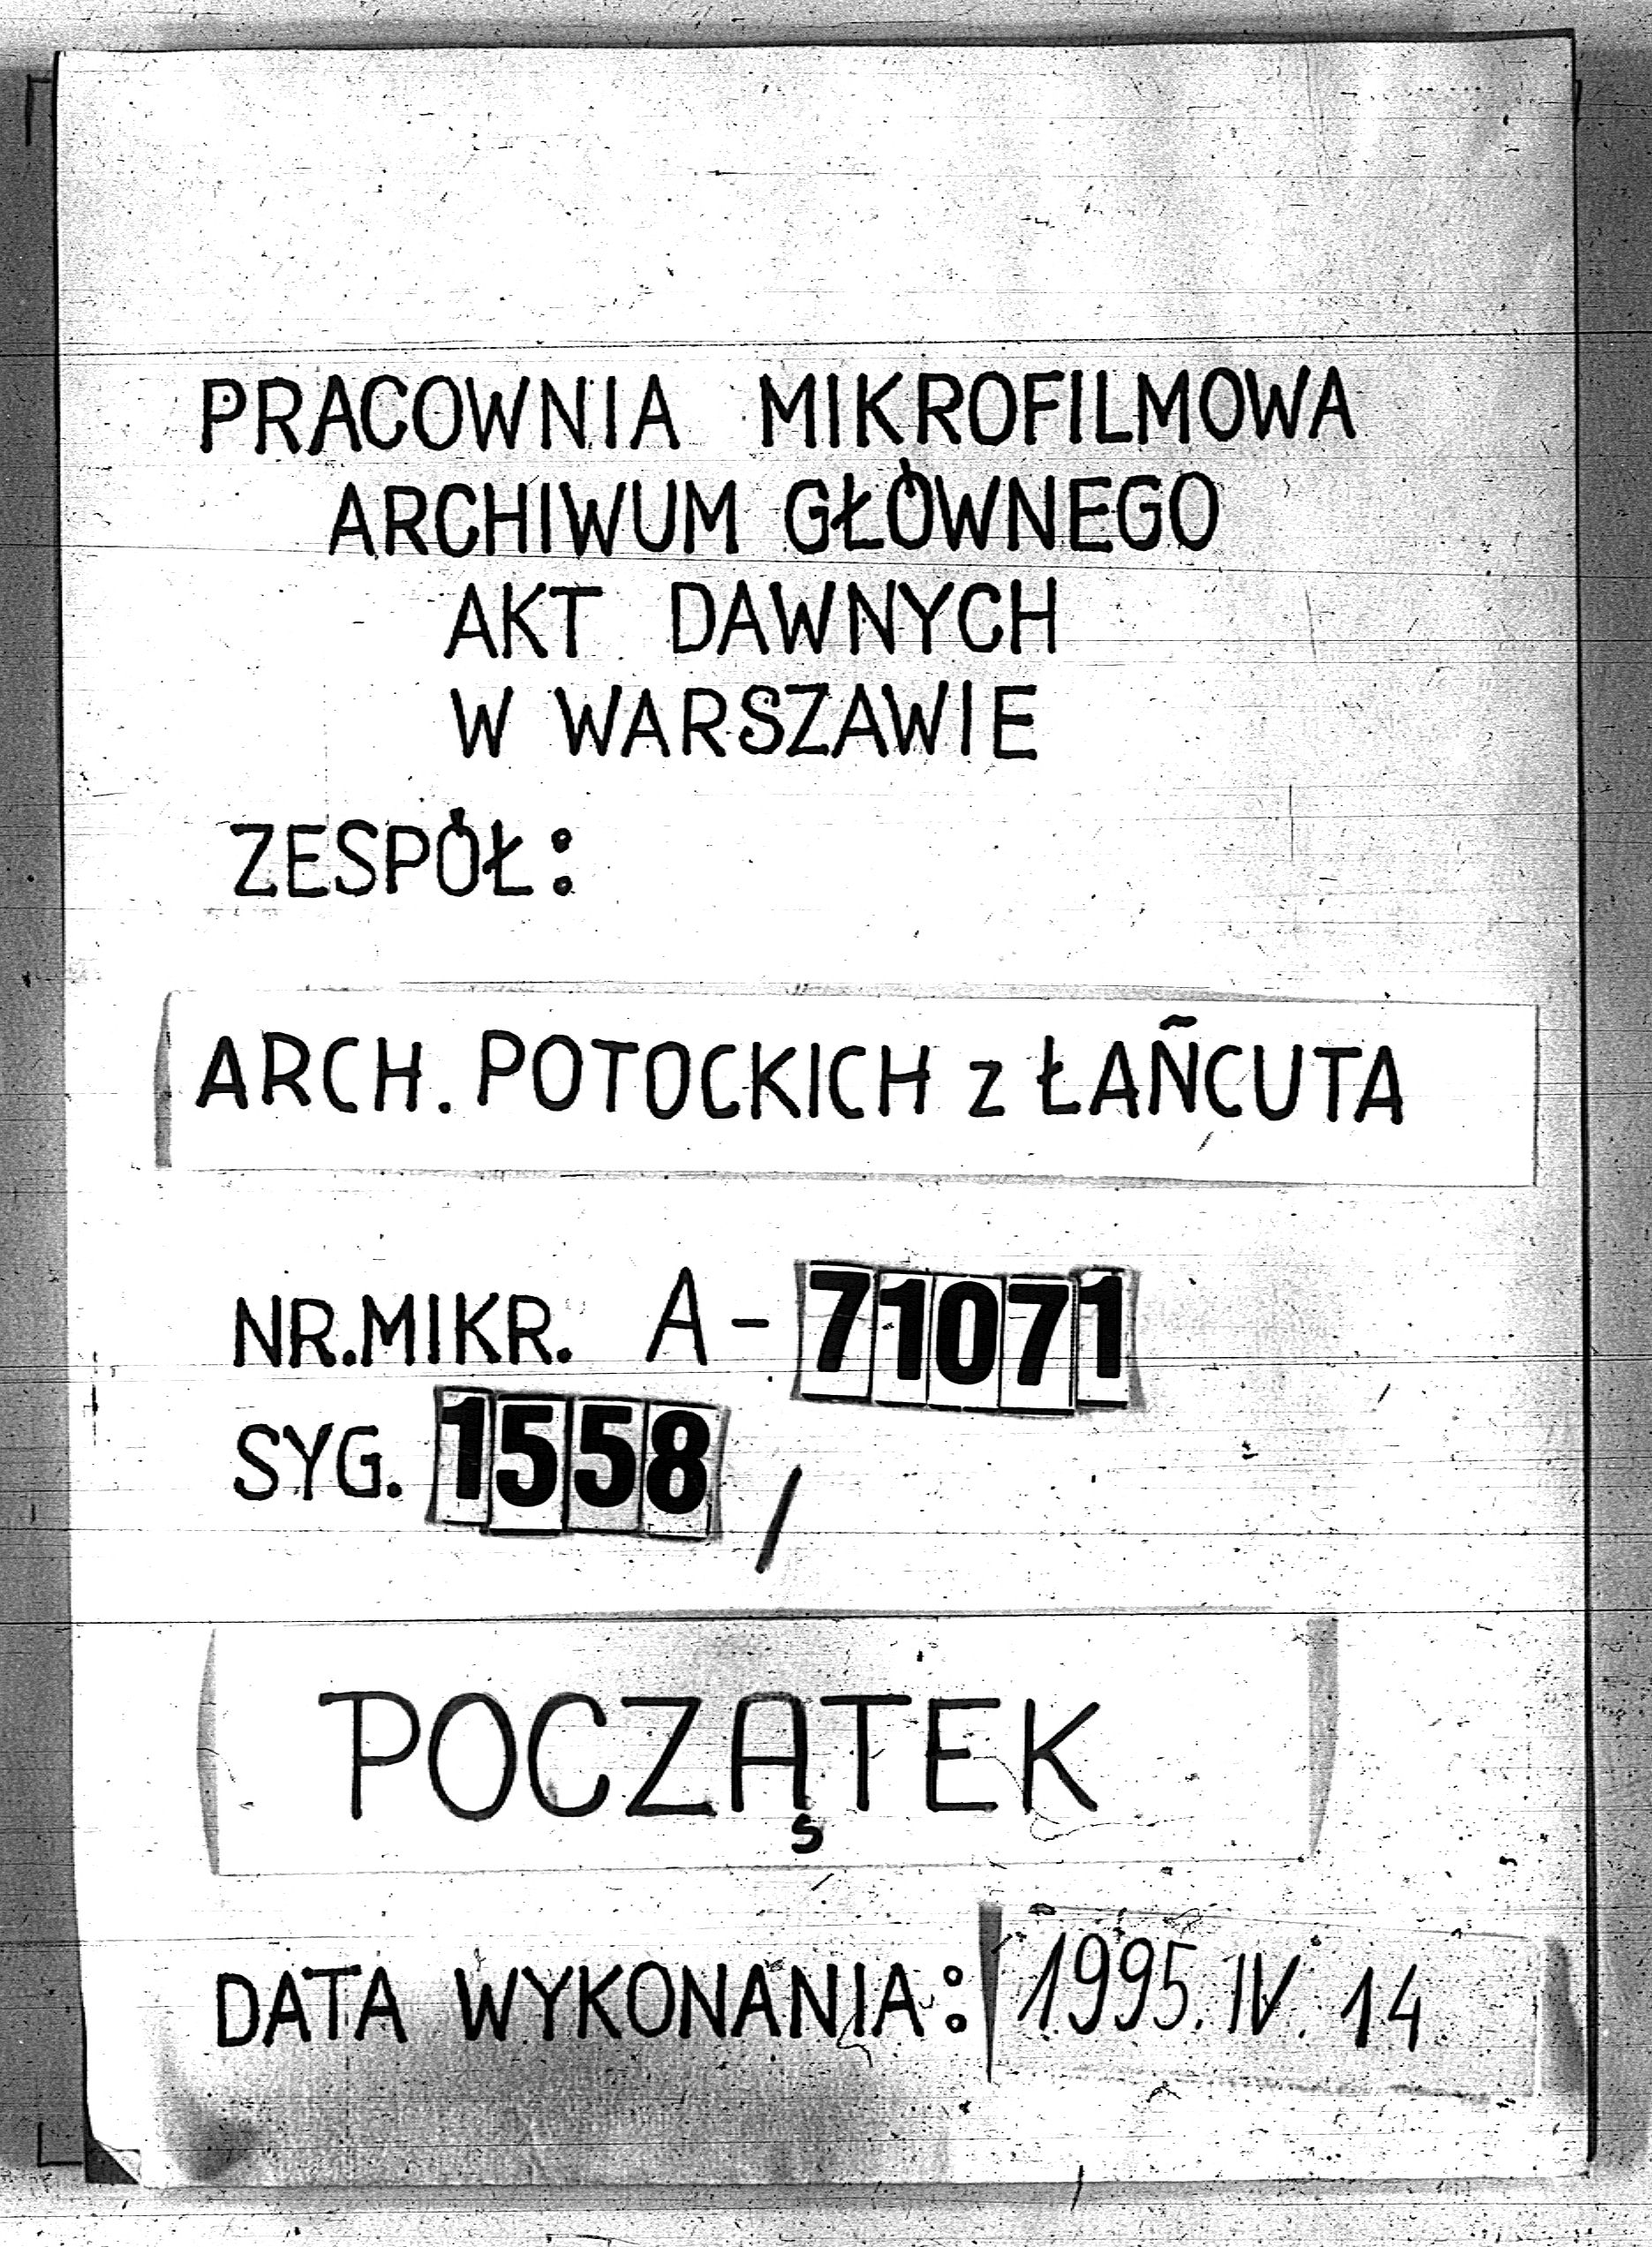 PRACOWNIA MIKROFILMOWA
ARCHIWUM GŁÓWNEGO
AKT DAWNYCH
W WARSZAWIE
ZESPÓŁ:
ARCH. POTOCKICH z ŁAŃCUTA
NR.MIKR. A-71071
SYG. 1558 /
POCZĄTEK
DATA WYKONANIA: 1995.IV.14